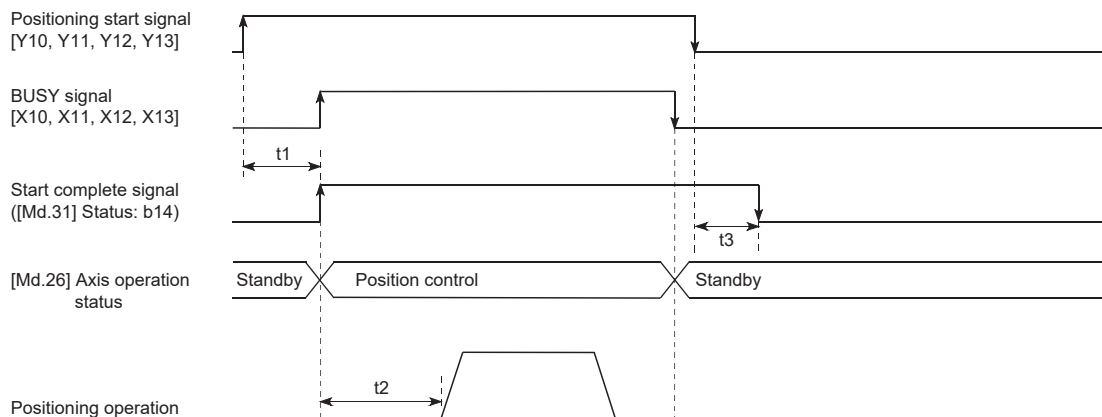 Positioning start signal
[Y10, Y11, Y12, Y13]
BUSY signal
[X10, X11, X12, X13]
t1
Start complete signal
([Md.31] Status: b14)
t3
[Md.26] Axis operation
status
Standby
Position control
Standby
t2
Positioning operation